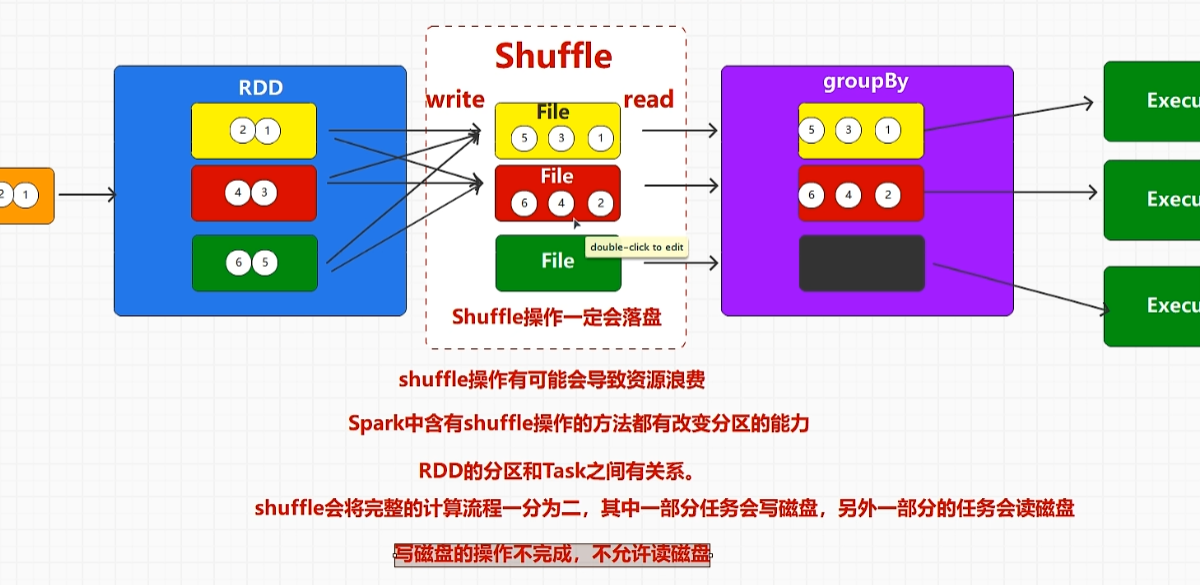 Shuffle
RDD
write
read
groupBy
File
2 1
5 3 1
5 3 1
Execu
2 1
4 3
File
6 4 2
6 4 2
Execu
6 5
File
double-click to edit
Execu
Shuffle操作一定会落盘
shuffle操作有可能会导致资源浪费
Spark中含有shuffle操作的方法都有改变分区的能力
RDD的分区和Task之间有关系。
shuffle会将完整的计算流程一分为二，其中一部分任务会写磁盘，另外一部分的任务会读磁盘
写磁盘的操作不完成，不允许读磁盘